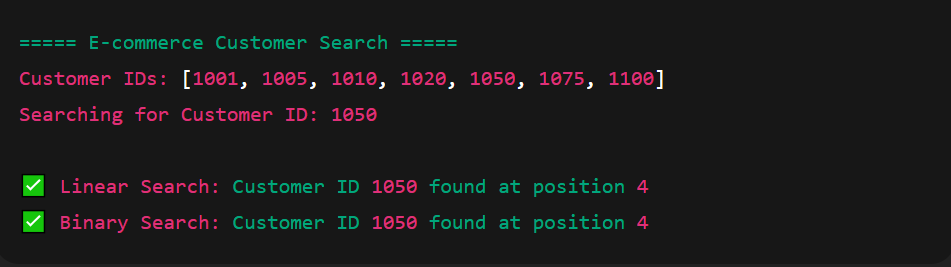 ===== E-commerce Customer Search =====
Customer IDs: [1001, 1005, 1010, 1020, 1050, 1075, 1100]
Searching for Customer ID: 1050
✅ Linear Search: Customer ID 1050 found at position 4
✅ Binary Search: Customer ID 1050 found at position 4